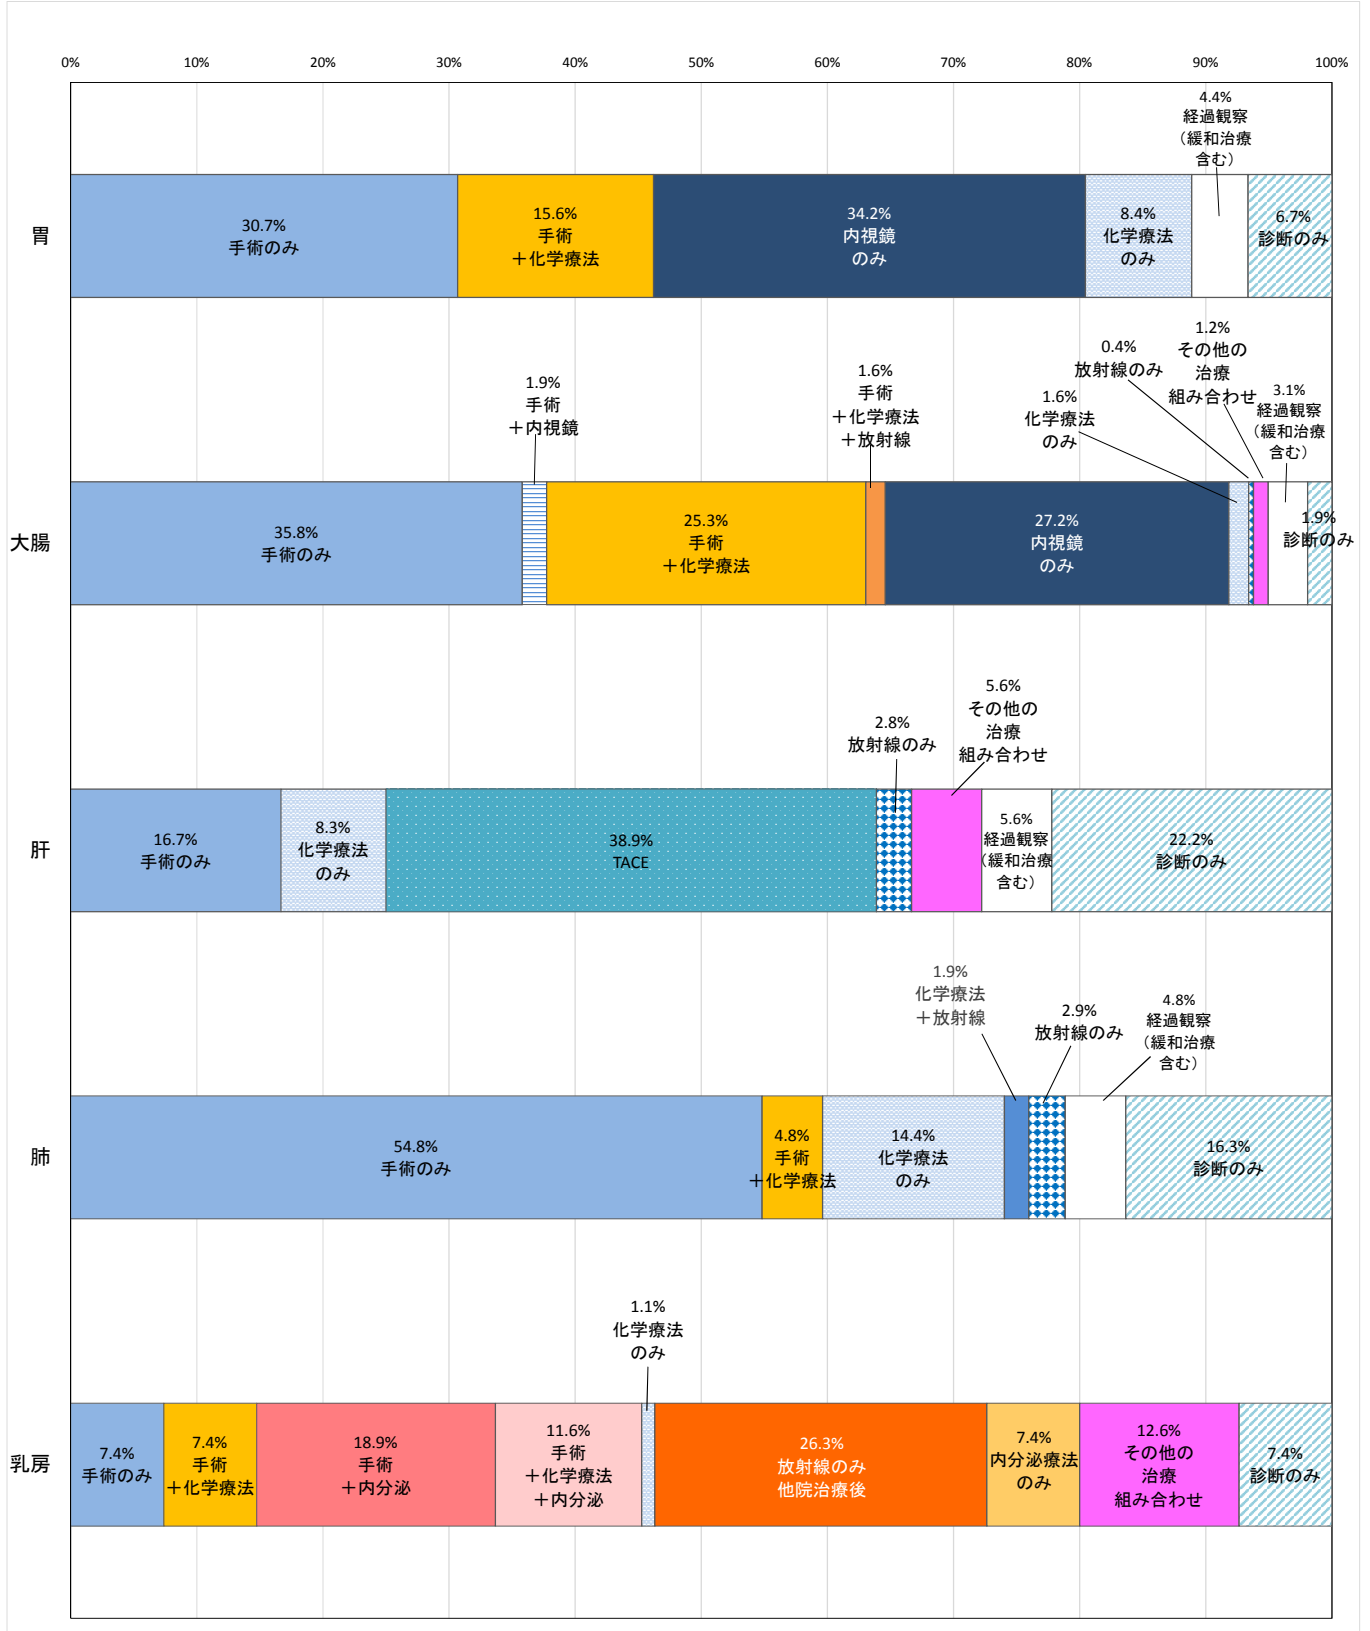 0% 10% 20% 30% 40% 50% 60% 70% 80% 90% 100%
胃
30.7%
手術のみ
15.6%
手術
＋化学療法
34.2%
内視鏡
のみ
8.4%
化学療法
のみ
4.4%
経過観察
（緩和治療
含む）
6.7%
診断のみ
大腸
35.8%
手術のみ
1.9%
手術
＋内視鏡
25.3%
手術
＋化学療法
1.6%
手術
＋化学療法
＋放射線
27.2%
内視鏡
のみ
1.6%
化学療法
のみ
0.4%
放射線のみ
1.2%
その他の
治療
組み合わせ
3.1%
経過観察
（緩和治療
含む）
1.9%
診断のみ
肝
16.7%
手術のみ
8.3%
化学療法
のみ
38.9%
TACE
2.8%
放射線のみ
5.6%
その他の
治療
組み合わせ
5.6%
経過観察
（緩和治療
含む）
22.2%
診断のみ
肺
54.8%
手術のみ
4.8%
手術
＋化学療法
14.4%
化学療法
のみ
1.9%
化学療法
＋放射線
2.9%
放射線のみ
4.8%
経過観察
（緩和治療
含む）
16.3%
診断のみ
乳房
7.4%
手術のみ
7.4%
手術
＋化学療法
18.9%
手術
＋内分泌
11.6%
手術
＋化学療法
＋内分泌
1.1%
化学療法
のみ
26.3%
放射線のみ
他院治療後
7.4%
内分泌療法
のみ
12.6%
その他の
治療
組み合わせ
7.4%
診断のみ